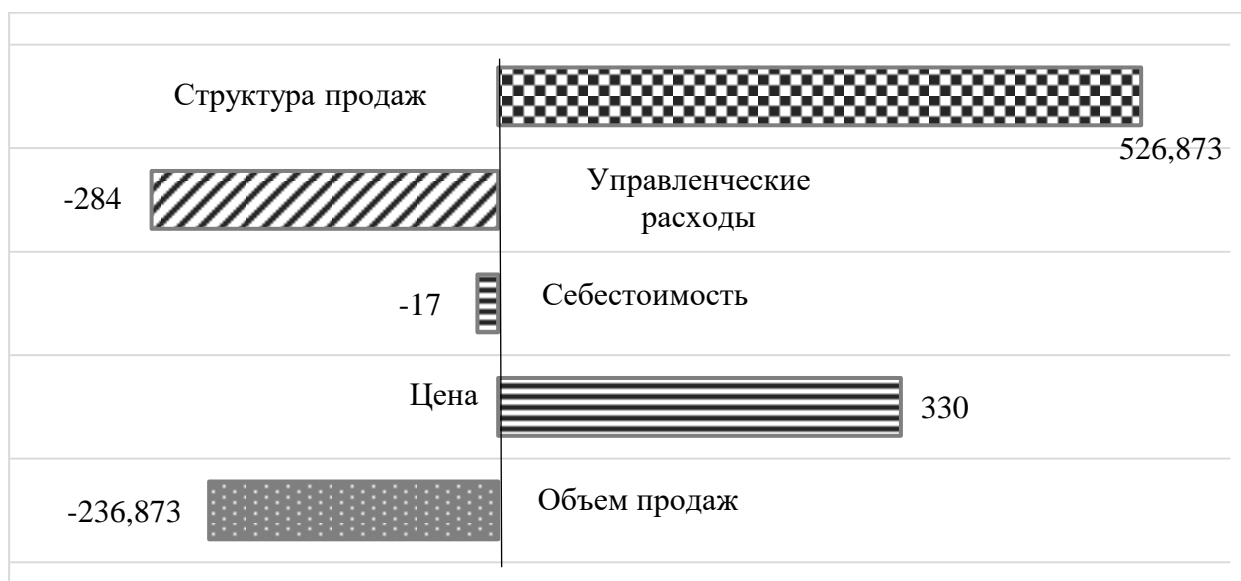 Структура продаж
526,873
-284
Управленческие
расходы
-17
Себестоимость
Цена
330
-236,873
Объем продаж